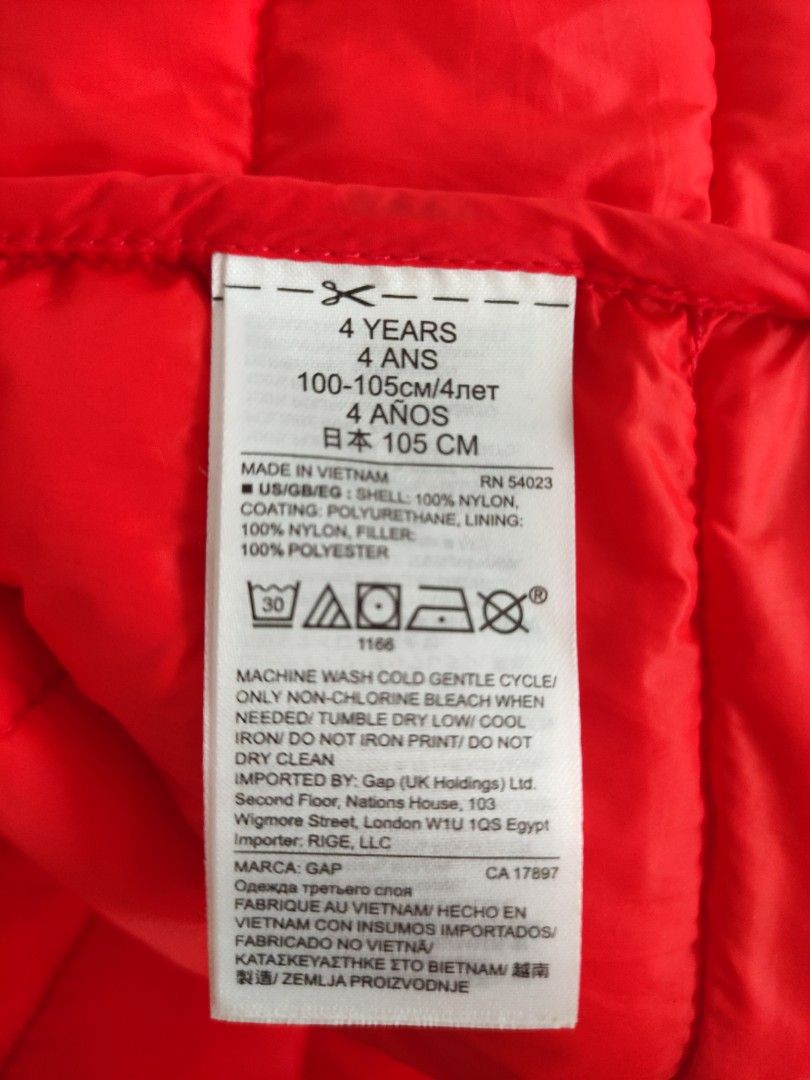 4 YEARS
4 ANS
100-105см/4лет
4 AÑOS
日本 105 CM
MADE IN VIETNAM RN 54023
■ US/GB/EG : SHELL: 100% NYLON,
COATING: POLYURETHANE, LINING:
100% NYLON, FILLER:
100% POLYESTER
30 ®
1166
MACHINE WASH COLD GENTLE CYCLE/
ONLY NON-CHLORINE BLEACH WHEN
NEEDED/ TUMBLE DRY LOW/ COOL
IRON/ DO NOT IRON PRINT/ DO NOT
DRY CLEAN
IMPORTED BY: Gap (UK Holdings) Ltd.
Second Floor, Nations House, 103
Wigmore Street, London W1U 1QS Egypt
Importer: RIGE, LLC
MARCA: GAP CA 17897
Одежда третьего слоя
FABRIQUE AU VIETNAM/ HECHO EN
VIETNAM CON INSUMOS IMPORTADOS/
FABRICADO NO VIETNÃ/
ΚΑΤΑΣΚΕΥΑΣΤΗΚΕ ΣΤΟ ΒΙΕΤΝΑΜ/ 越南
製造/ ZEMLJA PROIZVODNJE